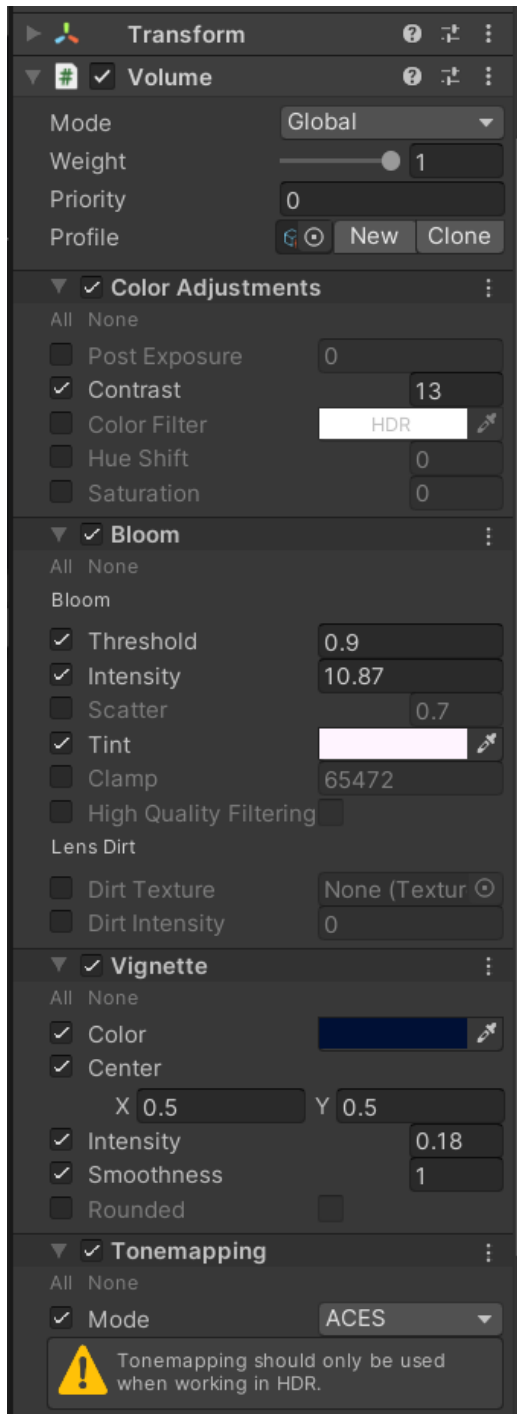 Transform
# Volume
Mode Global
Weight 1
Priority 0
Profile New Clone
Color Adjustments
All None
Post Exposure 0
Contrast 13
Color Filter HDR
Hue Shift 0
Saturation 0
Bloom
All None
Bloom
Threshold 0.9
Intensity 10.87
Scatter 0.7
Tint
Clamp 65472
High Quality Filtering
Lens Dirt
Dirt Texture None (Textur
Dirt Intensity 0
Vignette
All None
Color
Center
X 0.5 Y 0.5
Intensity 0.18
Smoothness 1
Rounded
Tonemapping
All None
Mode ACES
Tonemapping should only be used
when working in HDR.